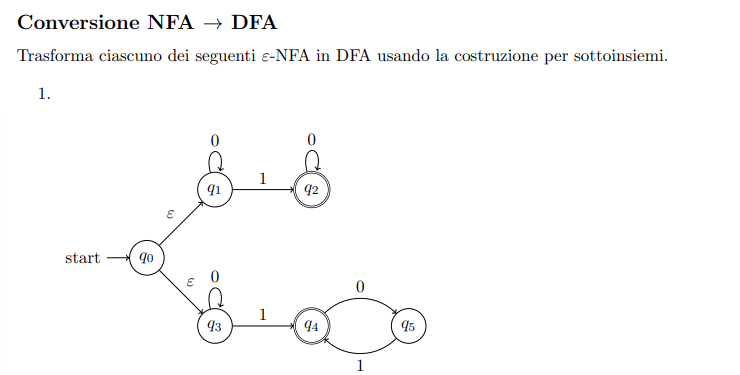 Conversione NFA → DFA
Trasforma ciascuno dei seguenti ε-NFA in DFA usando la costruzione per sottoinsiemi.
1.
0 0
q1 1 q2
ε
start q0
ε 0 0
q3 1 q4 q5
1